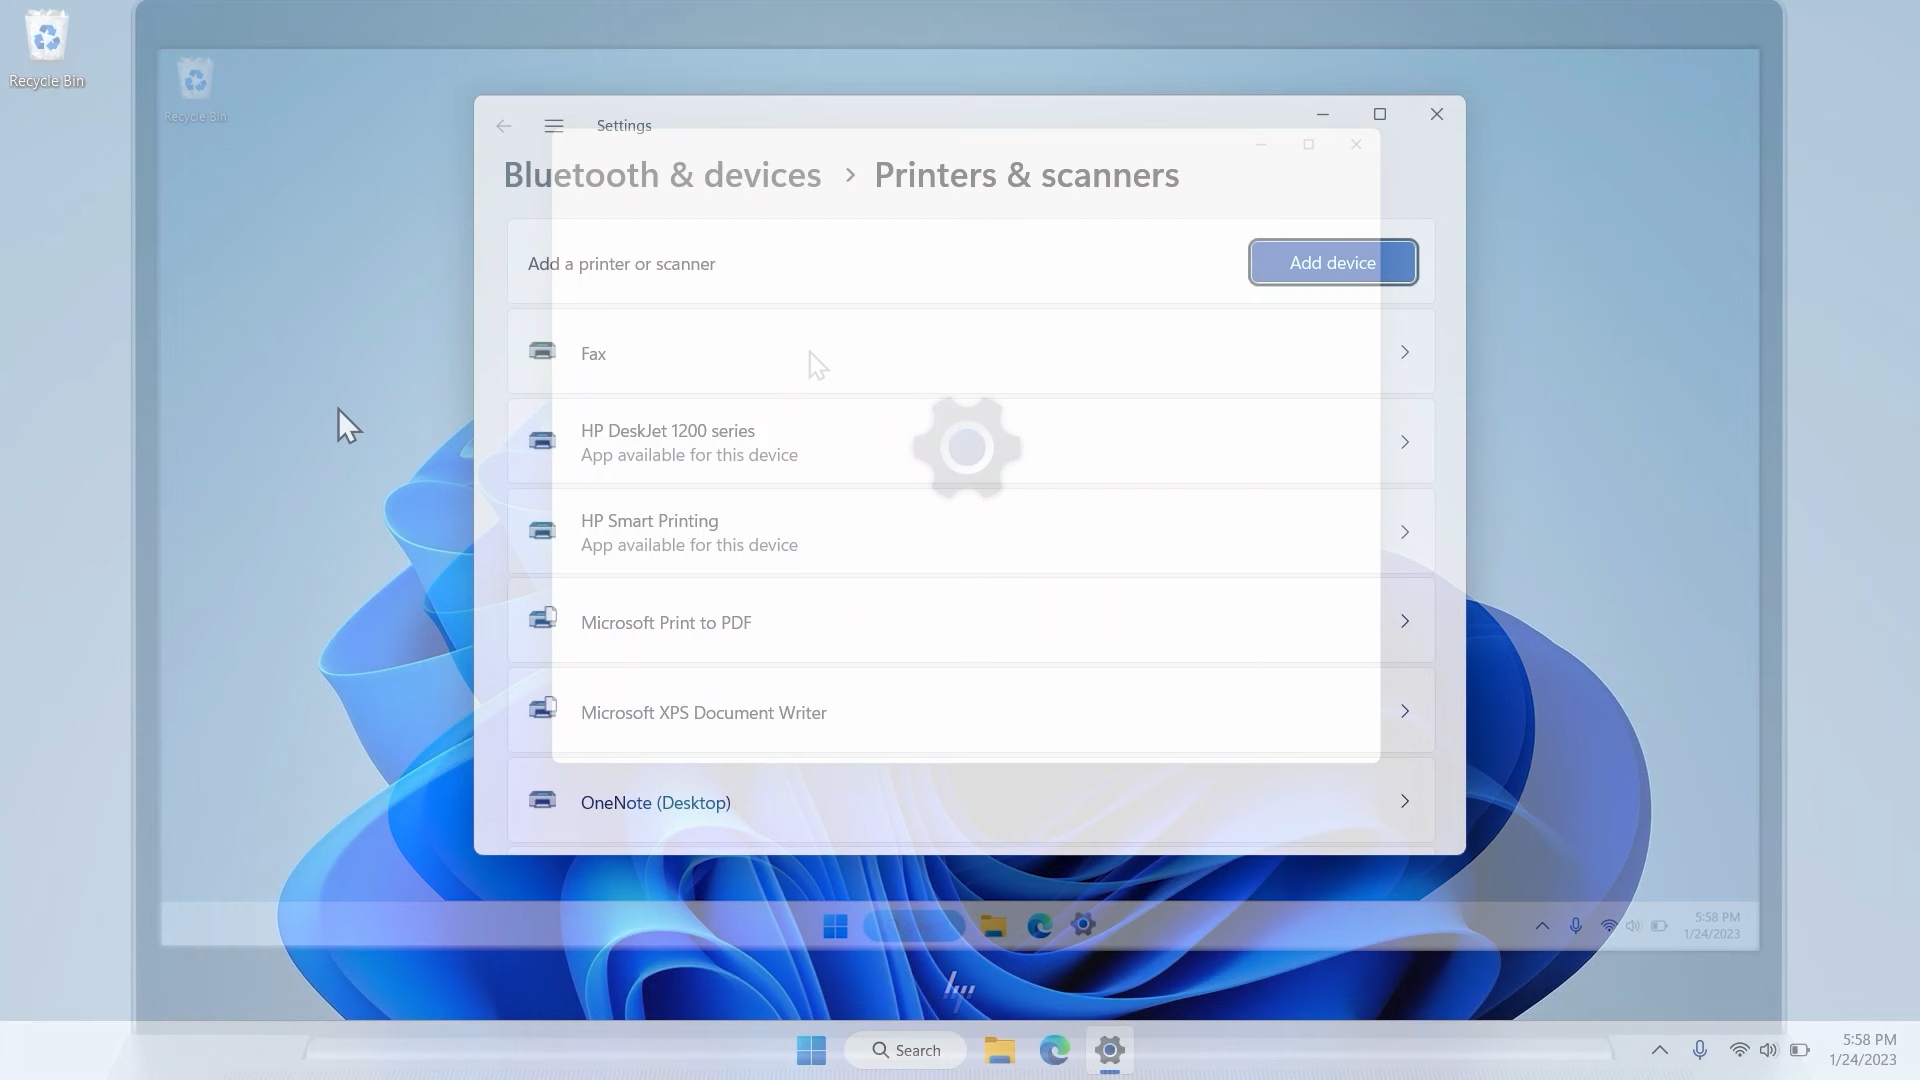 Recycle Bin
Recycle Bin
Settings
Bluetooth & devices > Printers & scanners
Add a printer or scanner
Add device
Fax
HP DeskJet 1200 series
App available for this device
HP Smart Printing
App available for this device
Microsoft Print to PDF
Microsoft XPS Document Writer
OneNote (Desktop)
5:58 PM
1/24/2023
hp
Search
5:58 PM
1/24/2023